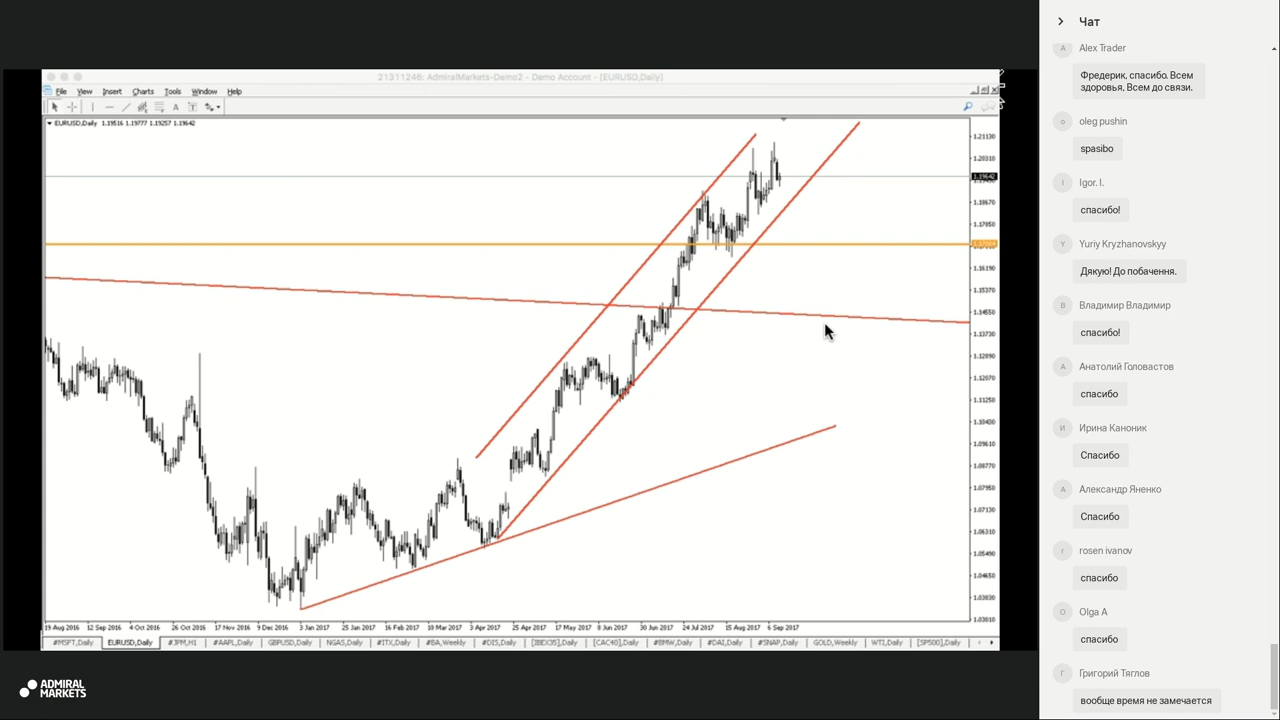 21311246: AdmiralMarkets-Demo2 - Demo Account - [EURUSD,Daily]
File View Insert Charts Tools Window Help
A T
EURUSD,Daily 1.19516 1.19777 1.19257 1.19642
1.21130
1.20310
1.19642
1.18670
1.17850
1.16190
1.15370
1.14550
1.13730
1.12890
1.12070
1.11250
1.10430
1.09610
1.08770
1.07950
1.07130
1.06310
1.05490
1.04650
1.03830
1.03010
19 Aug 2016 12 Sep 2016 4 Oct 2016 26 Oct 2016 17 Nov 2016 9 Dec 2016 3 Jan 2017 25 Jan 2017 16 Feb 2017 10 Mar 2017 3 Apr 2017 25 Apr 2017 17 May 2017 8 Jun 2017 30 Jun 2017 24 Jul 2017 15 Aug 2017 6 Sep 2017
#MSFT,Daily EURUSD,Daily #JPM,H1 #AAPL,Daily GBPUSD,Daily NGAS,Daily #ITX,Daily #BA,Weekly #DIS,Daily [IBEX35],Daily [CAC40],Daily #BMW,Daily #DAI,Daily #SNAP,Daily GOLD,Weekly WTI,Daily [SP500],Daily
ADMIRAL
MARKETS
Чат
A Alex Trader
Фредерик, спасибо. Всем
здоровья, Всем до связи.
o oleg pushin
spasibo
I Igor. I.
спасибо!
Y Yuriy Kryzhanovskyy
Дякую! До побачення.
В Владимир Владимир
спасибо!
А Анатолий Головастов
спасибо
И Ирина Каноник
Спасибо
А Александр Яненко
Спасибо
r rosen ivanov
спасибо
O Olga A
спасибо
Г Григорий Тяглов
вообще время не замечается